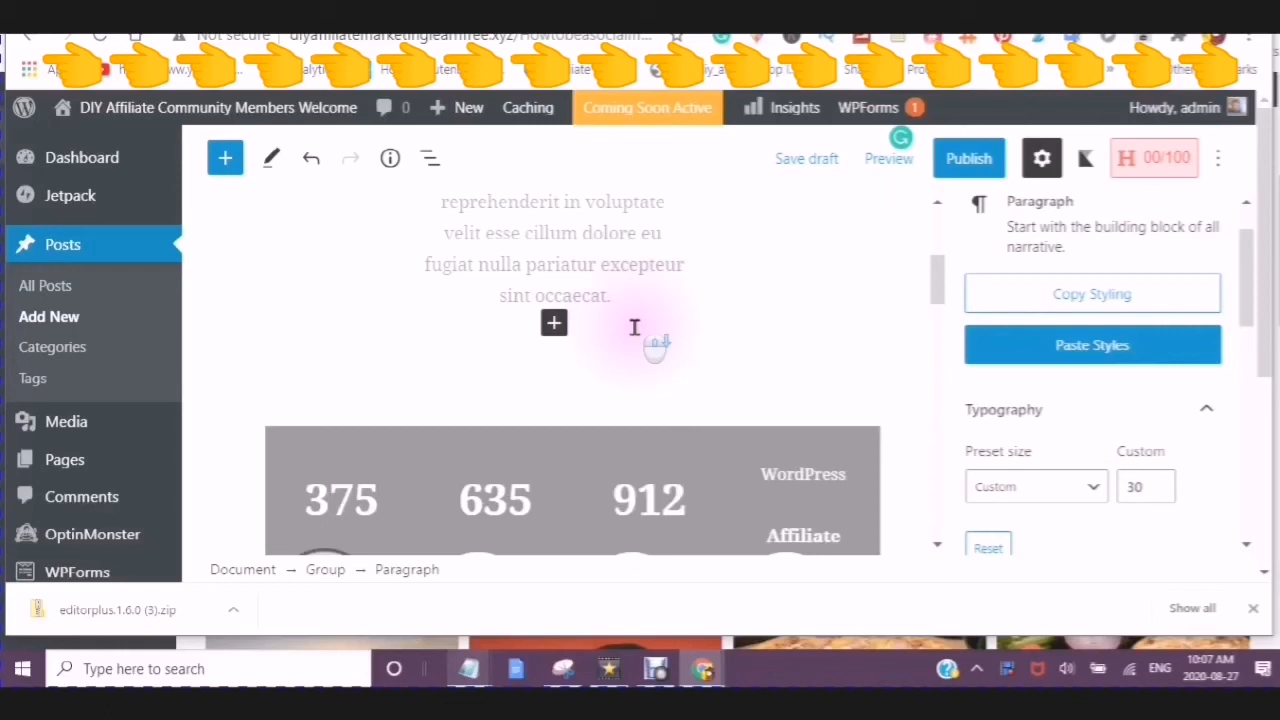 Not secure
diyaffiliatemarketinglearnfree.xyz/Howtobeasocialm...
DIY Affiliate Community Members Welcome
0
New
Caching
Coming Soon Active
Insights
WPForms
1
Howdy, admin
Dashboard
Jetpack
Posts
All Posts
Add New
Categories
Tags
Media
Pages
Comments
OptinMonster
WPForms
Save draft
Preview
Publish
H 00/100
reprehenderit in voluptate
velit esse cillum dolore eu
fugiat nulla pariatur excepteur
sint occaecat.
375
635
912
WordPress
Affiliate
Paragraph
Start with the building block of all
narrative.
Copy Styling
Paste Styles
Typography
Preset size
Custom
Custom
30
Reset
Document → Group → Paragraph
editorplus.1.6.0 (3).zip
Show all
Type here to search
ENG
10:07 AM
2020-08-27